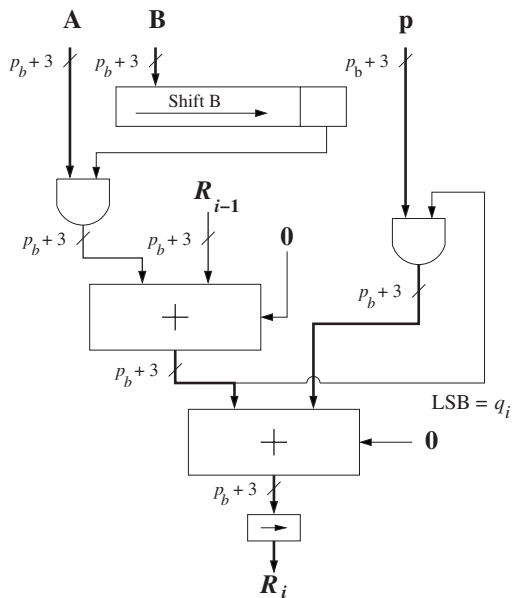 A B p
p_b + 3 p_b + 3 p_b + 3
Shift B
R_{i−1}
p_b + 3 p_b + 3 0 p_b + 3
+
p_b + 3
LSB = q_i
+ 0
p_b + 3
R_i